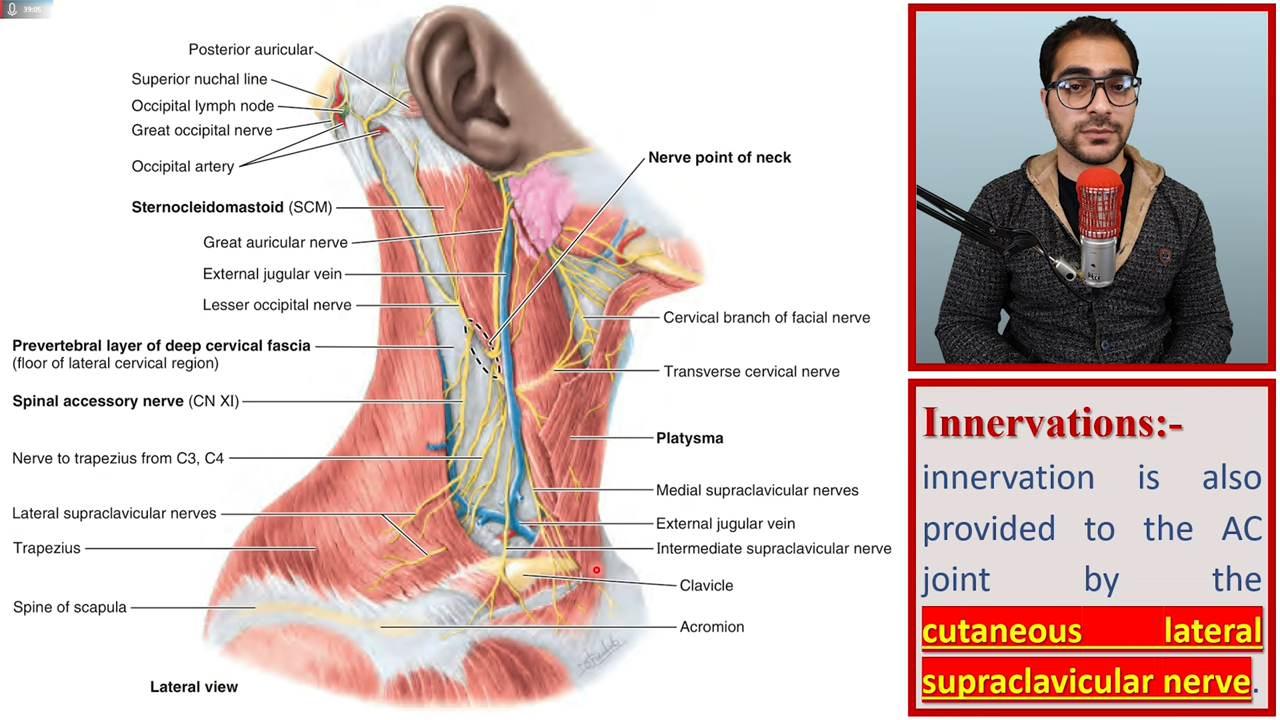 39:06
Posterior auricular
Superior nuchal line
Occipital lymph node
Great occipital nerve
Occipital artery
Nerve point of neck
Sternocleidomastoid (SCM)
Great auricular nerve
External jugular vein
Lesser occipital nerve
Cervical branch of facial nerve
Prevertebral layer of deep cervical fascia
(floor of lateral cervical region)
Transverse cervical nerve
Spinal accessory nerve (CN XI)
Platysma
Nerve to trapezius from C3, C4
Medial supraclavicular nerves
Lateral supraclavicular nerves
External jugular vein
Trapezius
Intermediate supraclavicular nerve
Clavicle
Spine of scapula
Acromion
Lateral view
Innervations:-
innervation is also
provided to the AC
joint by the
cutaneous lateral
supraclavicular nerve.